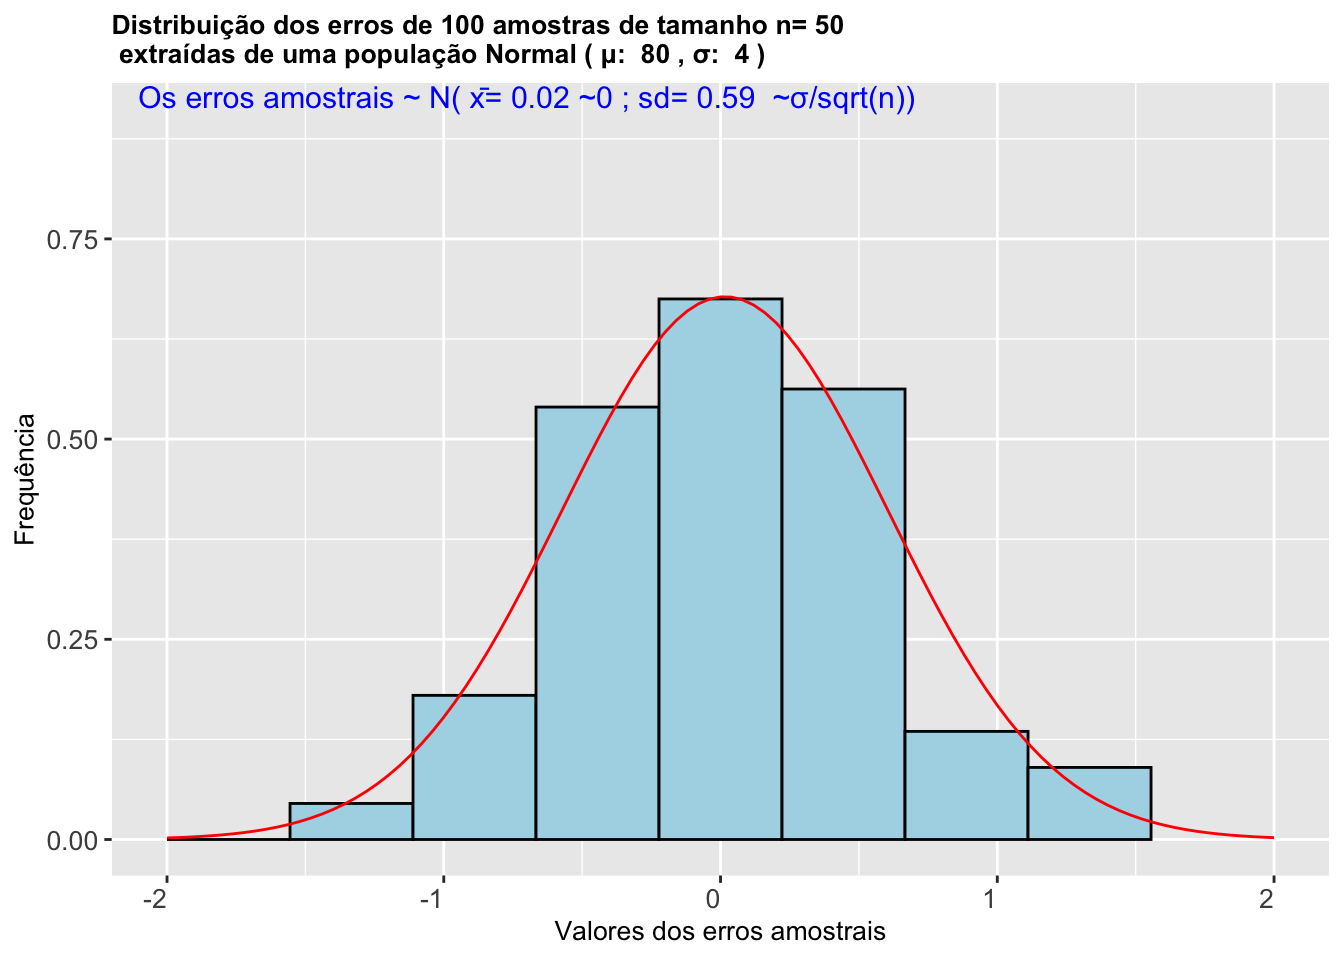 Distribuição dos erros de 100 amostras de tamanho n= 50
extraídas de uma população Normal ( μ:  80 , σ:  4 )
Os erros amostrais ~ N( x̄= 0.02 ~0 ; sd= 0.59  ~σ/sqrt(n))
0.75
0.50
0.25
0.00
Frequência
-2
-1
0
1
2
Valores dos erros amostrais